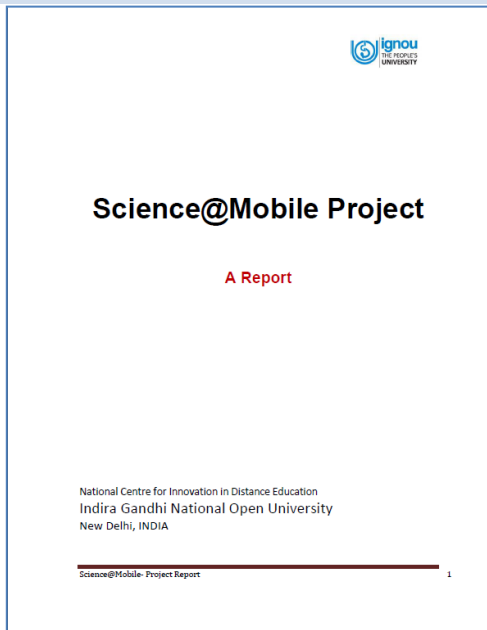 ignou
THE PEOPLE'S
UNIVERSITY
Science@Mobile Project
A Report
National Centre for Innovation in Distance Education
Indira Gandhi National Open University
New Delhi, INDIA
Science@Mobile- Project Report 1